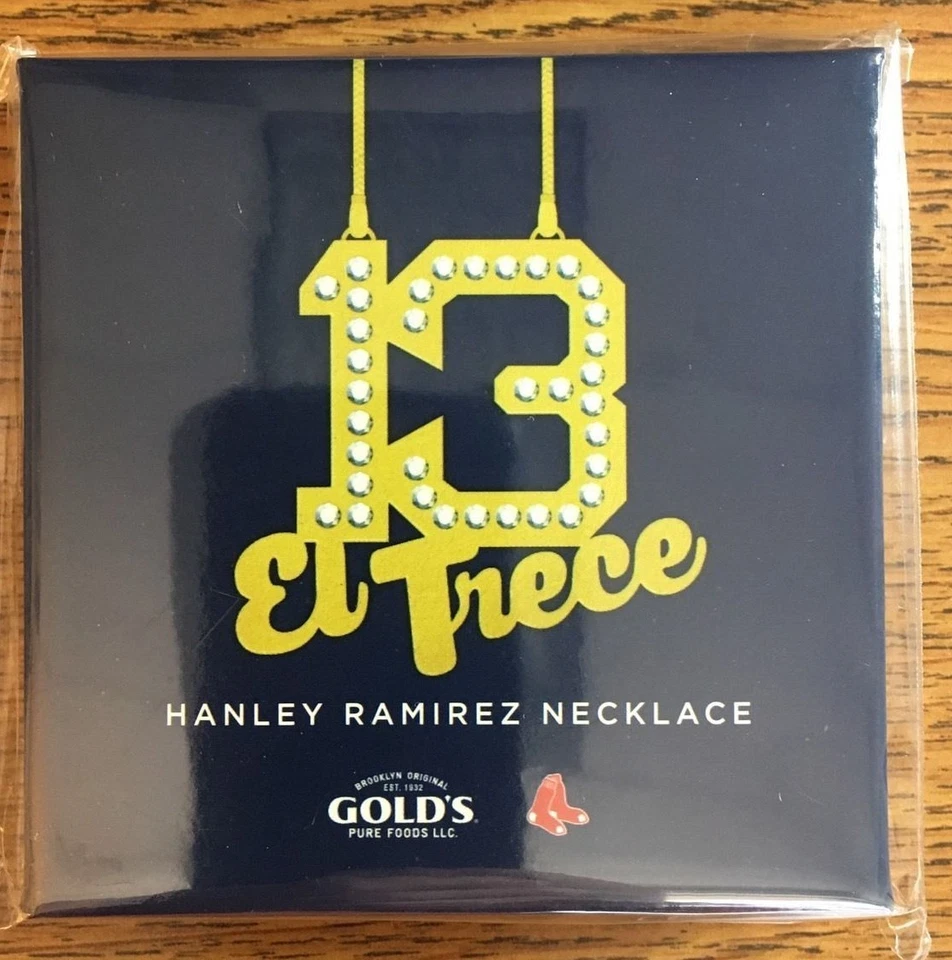 13
El Trece
HANLEY RAMIREZ NECKLACE
BROOKLYN ORIGINAL
EST. 1932
GOLD'S
PURE FOODS LLC.